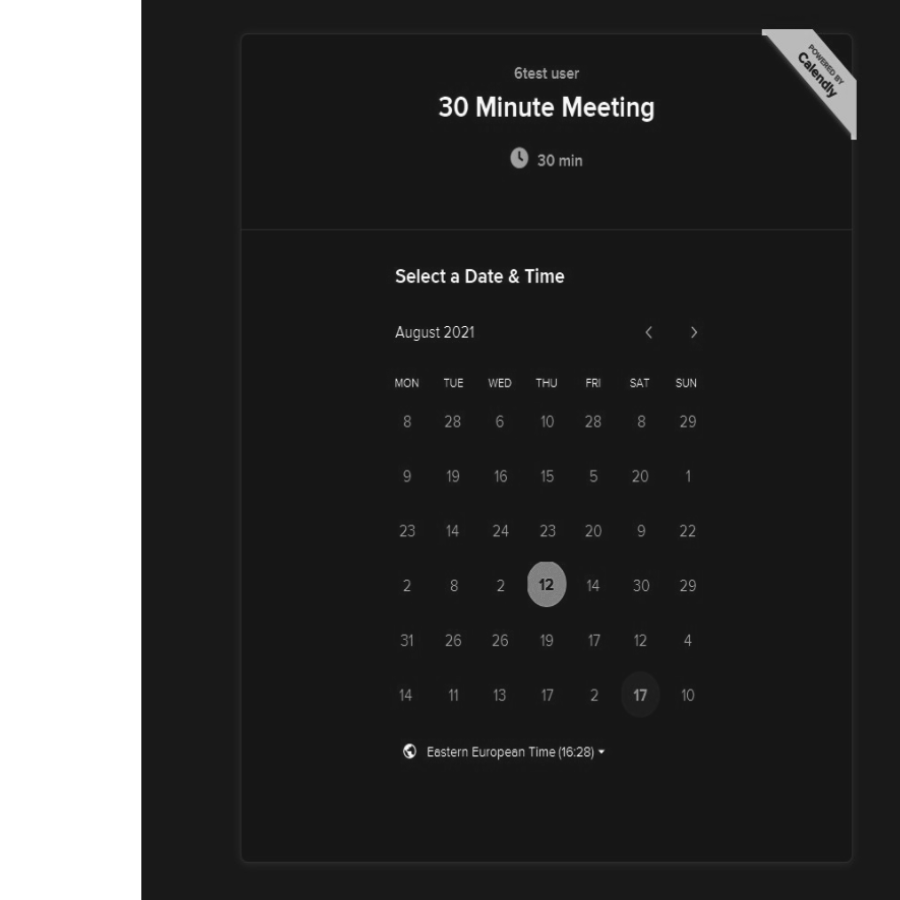 POWERED BY
Calendly
6test user
30 Minute Meeting
30 min
Select a Date & Time
August 2021
MON TUE WED THU FRI SAT SUN
8 28 6 10 28 8 29
9 19 16 15 5 20 1
23 14 24 23 20 9 22
2 8 2 12 14 30 29
31 26 26 19 17 12 4
14 11 13 17 2 17 10
Eastern European Time (16:28)